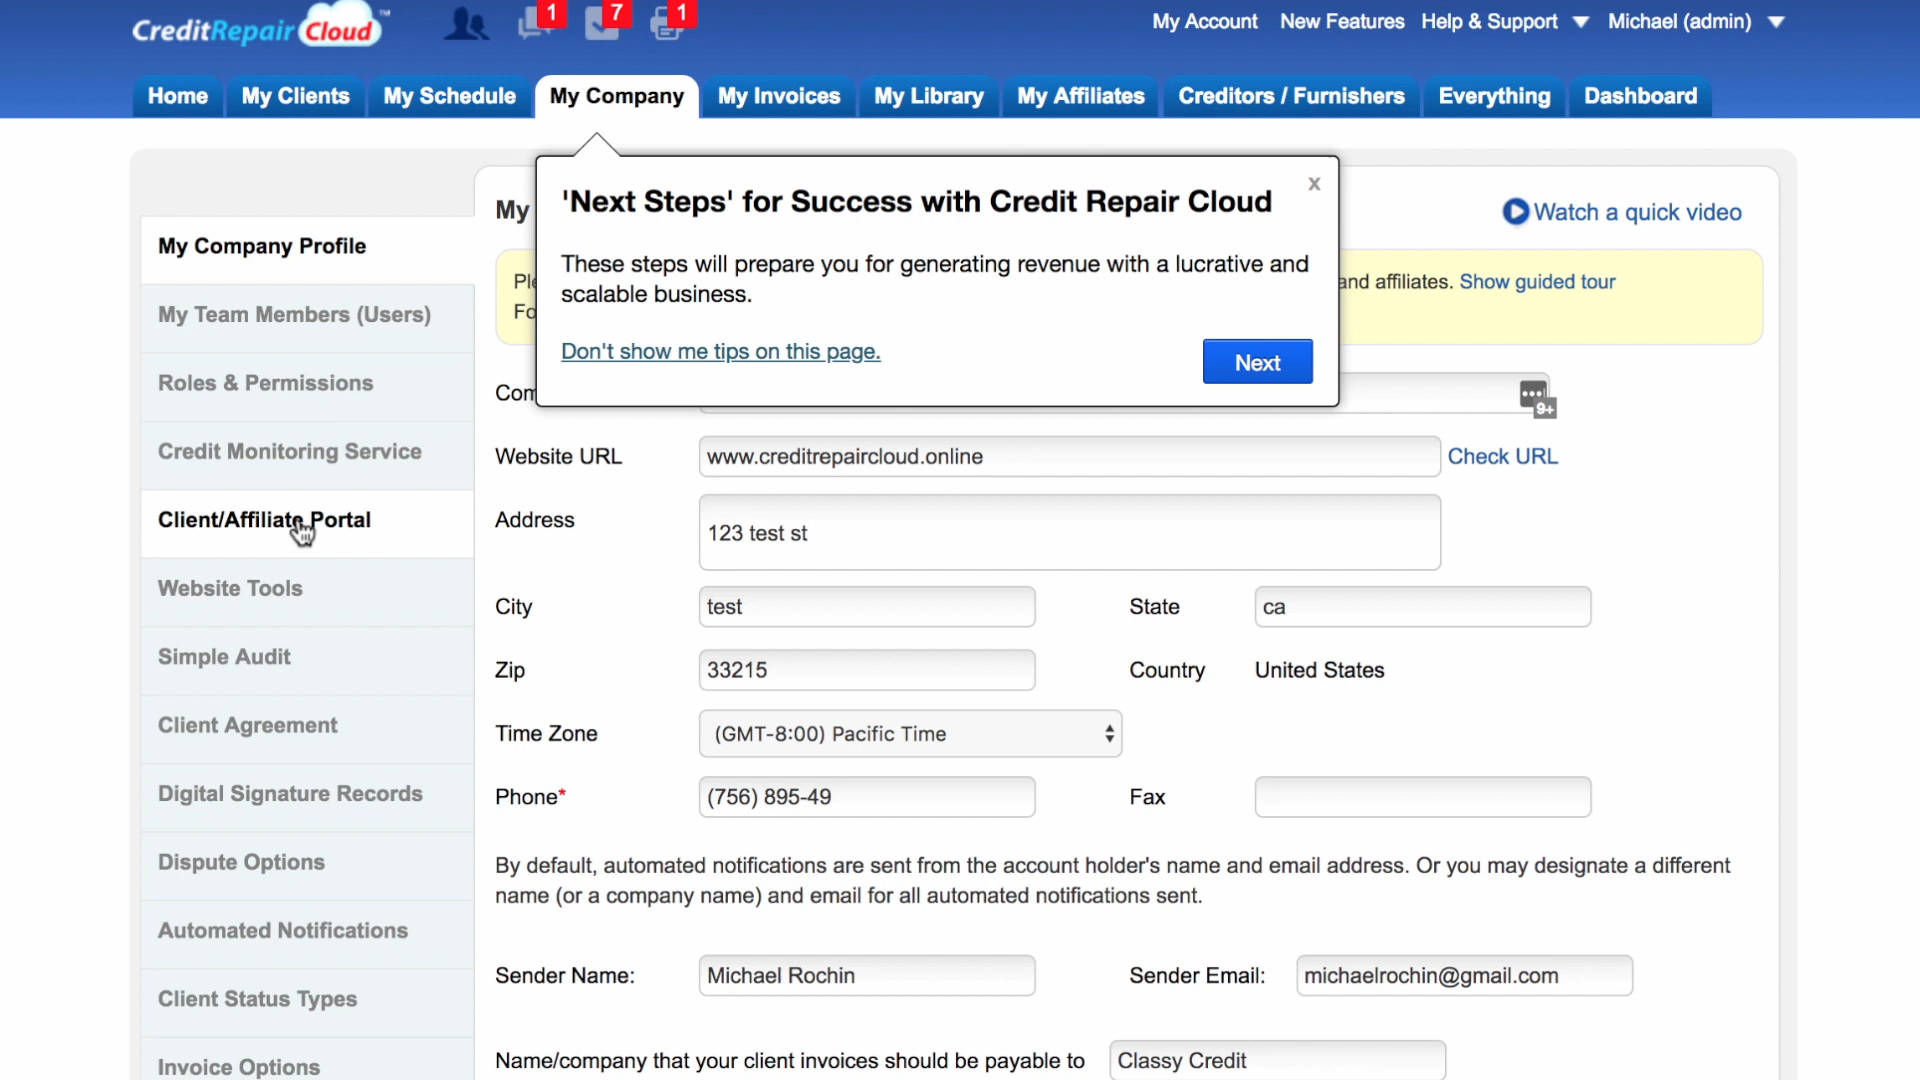 CreditRepair Cloud™
1
7
1
My Account New Features Help & Support Michael (admin)
Home My Clients My Schedule My Company My Invoices My Library My Affiliates Creditors / Furnishers Everything Dashboard
My
Watch a quick video
'Next Steps' for Success with Credit Repair Cloud
x
These steps will prepare you for generating revenue with a lucrative and
scalable business.
Don't show me tips on this page.
Next
and affiliates. Show guided tour
My Company Profile
My Team Members (Users)
Roles & Permissions
Credit Monitoring Service
Client/Affiliate Portal
Website Tools
Simple Audit
Client Agreement
Digital Signature Records
Dispute Options
Automated Notifications
Client Status Types
Invoice Options
9+
Website URL www.creditrepaircloud.online Check URL
Address 123 test st
City test State ca
Zip 33215 Country United States
Time Zone (GMT-8:00) Pacific Time
Phone* (756) 895-49 Fax
By default, automated notifications are sent from the account holder's name and email address. Or you may designate a different
name (or a company name) and email for all automated notifications sent.
Sender Name: Michael Rochin Sender Email: michaelrochin@gmail.com
Name/company that your client invoices should be payable to Classy Credit